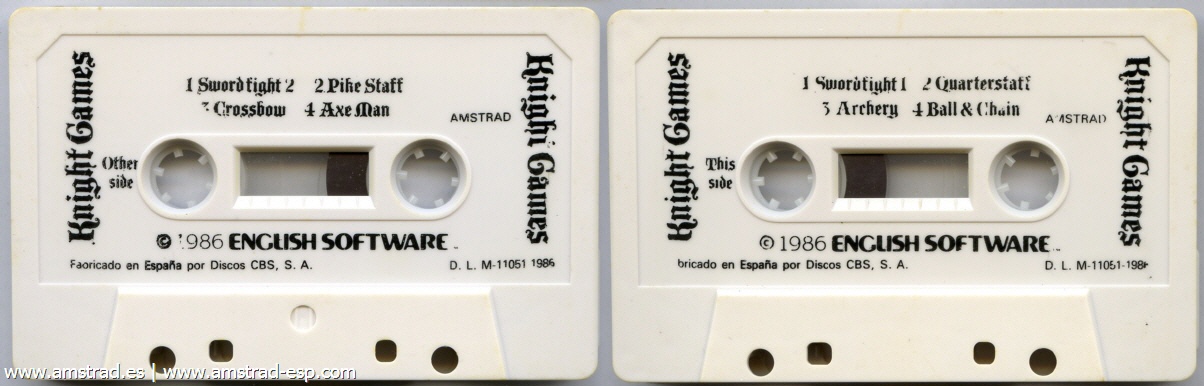 Knight Games
1 Swordfight 2 2 Pike Staff
3 Crossbow 4 Axe Man
AMSTRAD
Other
side
Knight Games
© 1986 ENGLISH SOFTWARE
Fabricado en España por Discos CBS, S. A.
D. L. M-11051 1986
Knight Games
1 Swordfight 1 2 Quarterstaff
3 Archery 4 Ball & Chain
AMSTRAD
This
side
Knight Games
© 1986 ENGLISH SOFTWARE
bricado en España por Discos CBS, S. A.
D. L. M-11051-198
www.amstrad.es | www.amstrad-esp.com